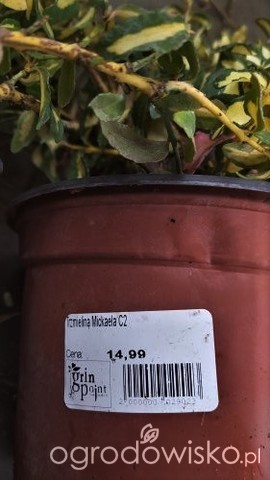 Trzmielina Mickaela C2
Cena: 14,99
grin
point
ogrodowisko.pl